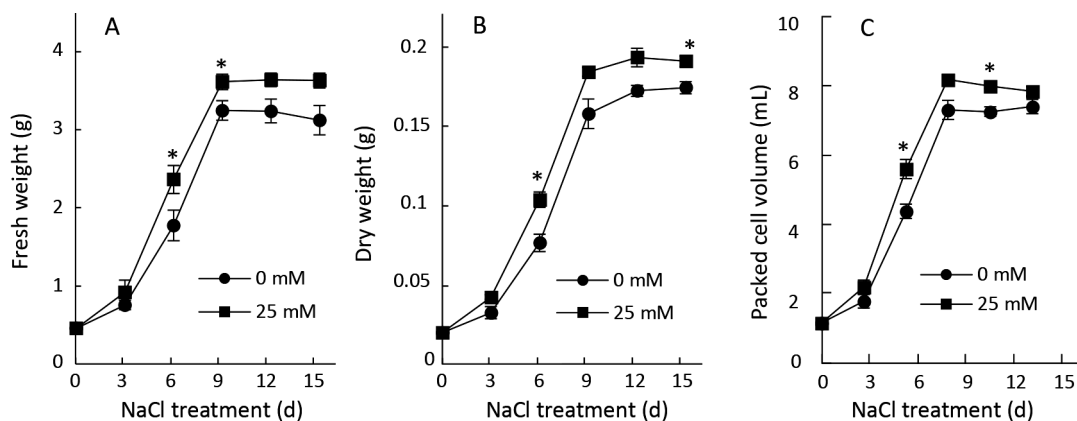 A
Fresh weight (g)
4
3
2
1
0
*
*
0 mM
25 mM
0 3 6 9 12 15
NaCl treatment (d)
B
Dry weight (g)
0.2
0.15
0.1
0.05
0
*
*
0 mM
25 mM
0 3 6 9 12 15
NaCl treatment (d)
C
Packed cell volume (mL)
10
8
6
4
2
0
*
*
0 mM
25 mM
0 3 6 9 12 15
NaCl treatment (d)